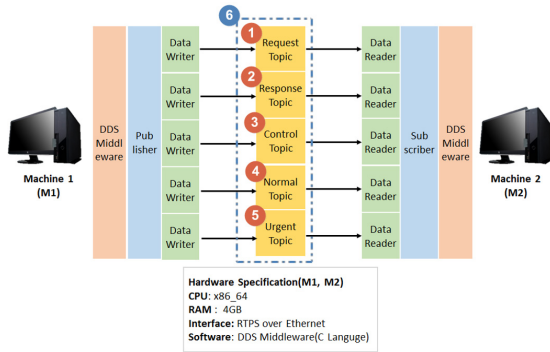 6
Data
Writer
1
Request
Topic
Data
Reader
Data
Writer
2
Response
Topic
Data
Reader
DDS
Middl
eware
Pub
lisher
Data
Writer
3
Control
Topic
Data
Reader
Sub
scriber
DDS
Middl
eware
Machine 1
(M1)
Machine 2
(M2)
Data
Writer
4
Normal
Topic
Data
Reader
Data
Writer
5
Urgent
Topic
Data
Reader
Hardware Specification(M1, M2)
CPU: x86_64
RAM : 4GB
Interface: RTPS over Ethernet
Software: DDS Middleware(C Languge)